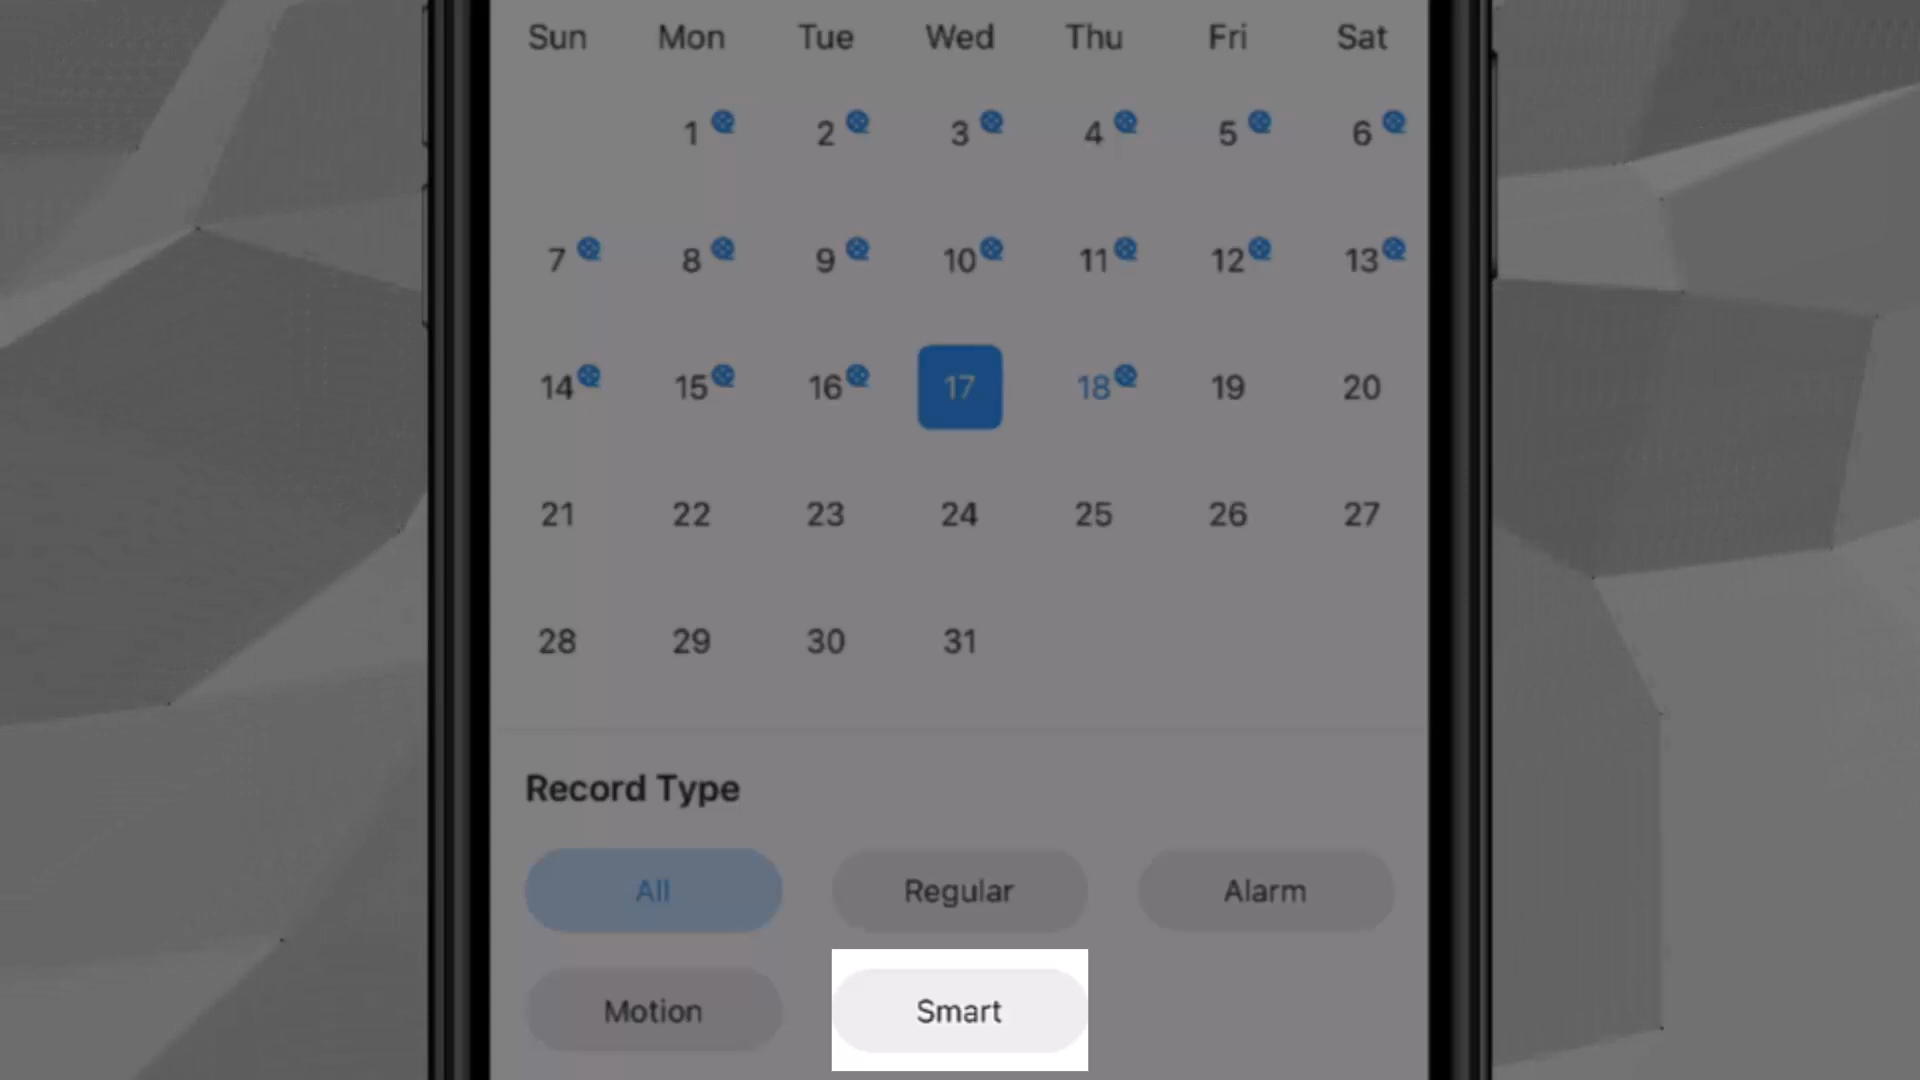 Sun Mon Tue Wed Thu Fri Sat
1 2 3 4 5 6
7 8 9 10 11 12 13
14 15 16 17 18 19 20
21 22 23 24 25 26 27
28 29 30 31
Record Type
All Regular Alarm
Motion Smart